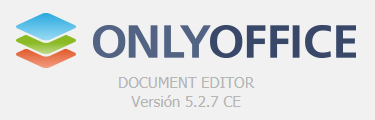 ONLYOFFICE
DOCUMENT EDITOR
Versión 5.2.7 CE